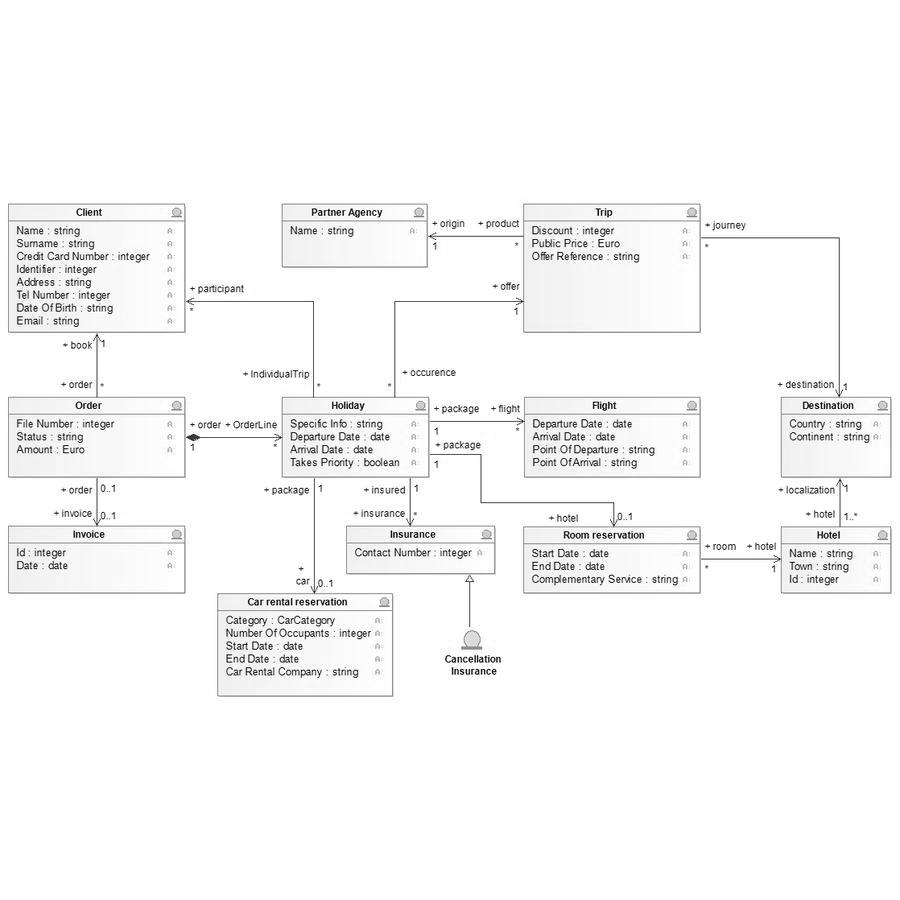 Client
Name : string
Surname : string
Credit Card Number : integer
Identifier : integer
Address : string
Tel Number : integer
Date Of Birth : string
Email : string
Partner Agency
Name : string
+ origin + product
1 *
Trip
Discount : integer
Public Price : Euro
Offer Reference : string
+ journey
*
+ participant
*
+ offer
1
+ book 1
+ order *
+ IndividualTrip
*
+ occurence
*
+ destination 1
Order
File Number : integer
Status : string
Amount : Euro
+ order + OrderLine
1 *
Holiday
Specific Info : string
Departure Date : date
Arrival Date : date
Takes Priority : boolean
+ package + flight
1 *
+ package
1
Flight
Departure Date : date
Arrival Date : date
Point Of Departure : string
Point Of Arrival : string
Destination
Country : string
Continent : string
+ order 0..1
+ invoice 0..1
+ package 1
+ insured 1
+ insurance *
+ hotel 0..1
+ localization 1
+ hotel 1..*
Invoice
Id : integer
Date : date
Insurance
Contact Number : integer
Room reservation
Start Date : date
End Date : date
Complementary Service : string
+ room + hotel
* 1
Hotel
Name : string
Town : string
Id : integer
+
car 0..1
Car rental reservation
Category : CarCategory
Number Of Occupants : integer
Start Date : date
End Date : date
Car Rental Company : string
Cancellation
Insurance